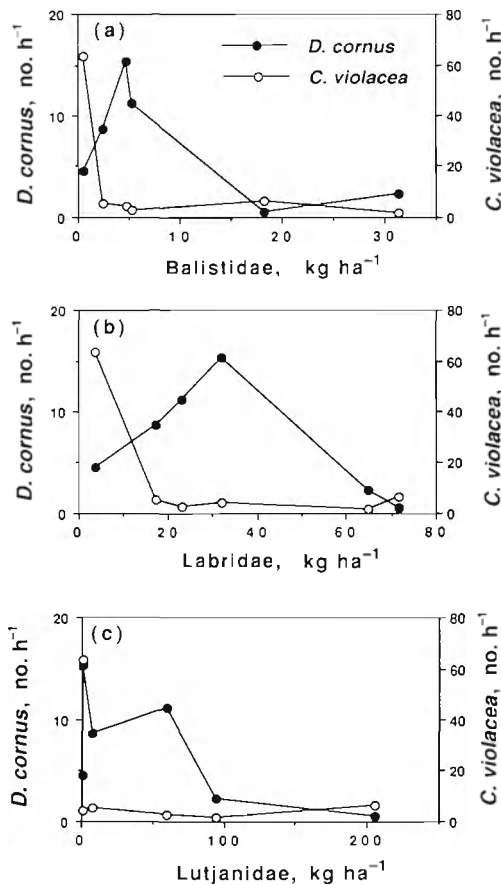 (a)
D. cornus
C. violacea
D. cornus, no. h⁻¹
C. violacea, no. h⁻¹
20
10
0
80
60
40
20
0
0
10
20
30
Balistidae, kg ha⁻¹
(b)
D. cornus, no. h⁻¹
C. violacea, no. h⁻¹
20
10
0
80
60
40
20
0
0
20
40
60
80
Labridae, kg ha⁻¹
(c)
D. cornus, no. h⁻¹
C. violacea, no. h⁻¹
20
10
0
80
60
40
20
0
0
100
200
Lutjanidae, kg ha⁻¹